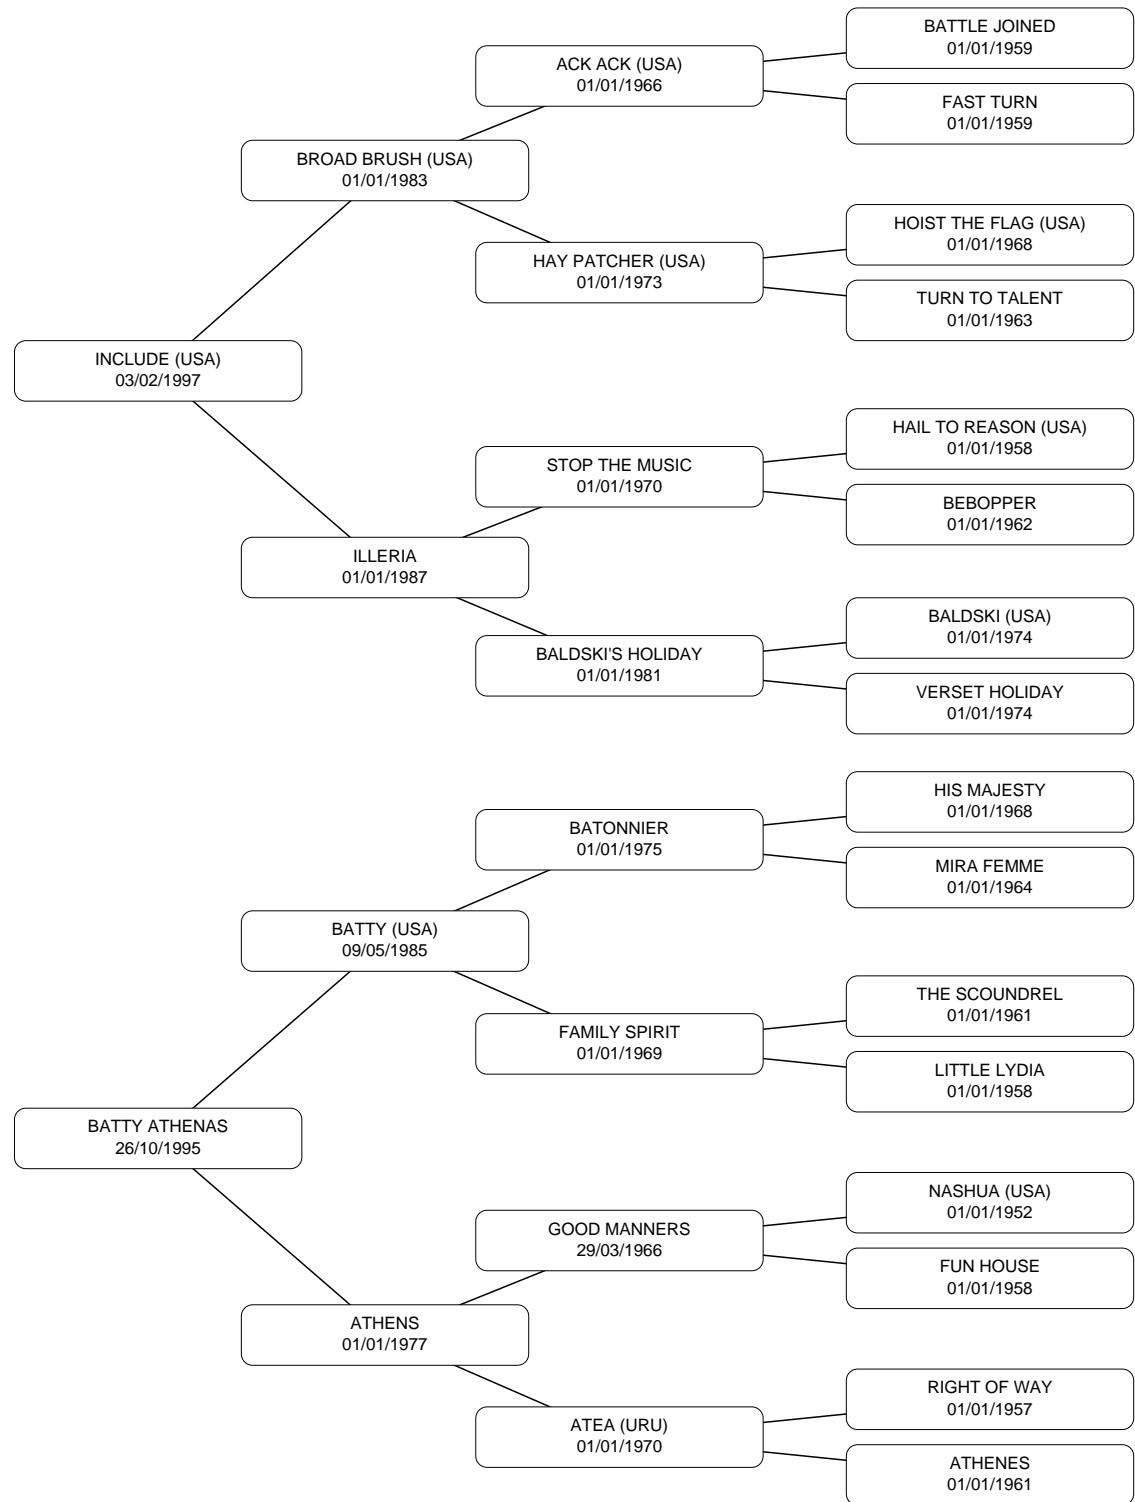 BATTLE JOINED
01/01/1959
ACK ACK (USA)
01/01/1966
FAST TURN
01/01/1959
BROAD BRUSH (USA)
01/01/1983
HOIST THE FLAG (USA)
01/01/1968
HAY PATCHER (USA)
01/01/1973
TURN TO TALENT
01/01/1963
INCLUDE (USA)
03/02/1997
HAIL TO REASON (USA)
01/01/1958
STOP THE MUSIC
01/01/1970
BEBOPPER
01/01/1962
ILLERIA
01/01/1987
BALDSKI (USA)
01/01/1974
BALDSKI'S HOLIDAY
01/01/1981
VERSET HOLIDAY
01/01/1974
HIS MAJESTY
01/01/1968
BATONNIER
01/01/1975
MIRA FEMME
01/01/1964
BATTY (USA)
09/05/1985
THE SCOUNDREL
01/01/1961
FAMILY SPIRIT
01/01/1969
LITTLE LYDIA
01/01/1958
BATTY ATHENAS
26/10/1995
NASHUA (USA)
01/01/1952
GOOD MANNERS
29/03/1966
FUN HOUSE
01/01/1958
ATHENS
01/01/1977
RIGHT OF WAY
01/01/1957
ATEA (URU)
01/01/1970
ATHENES
01/01/1961